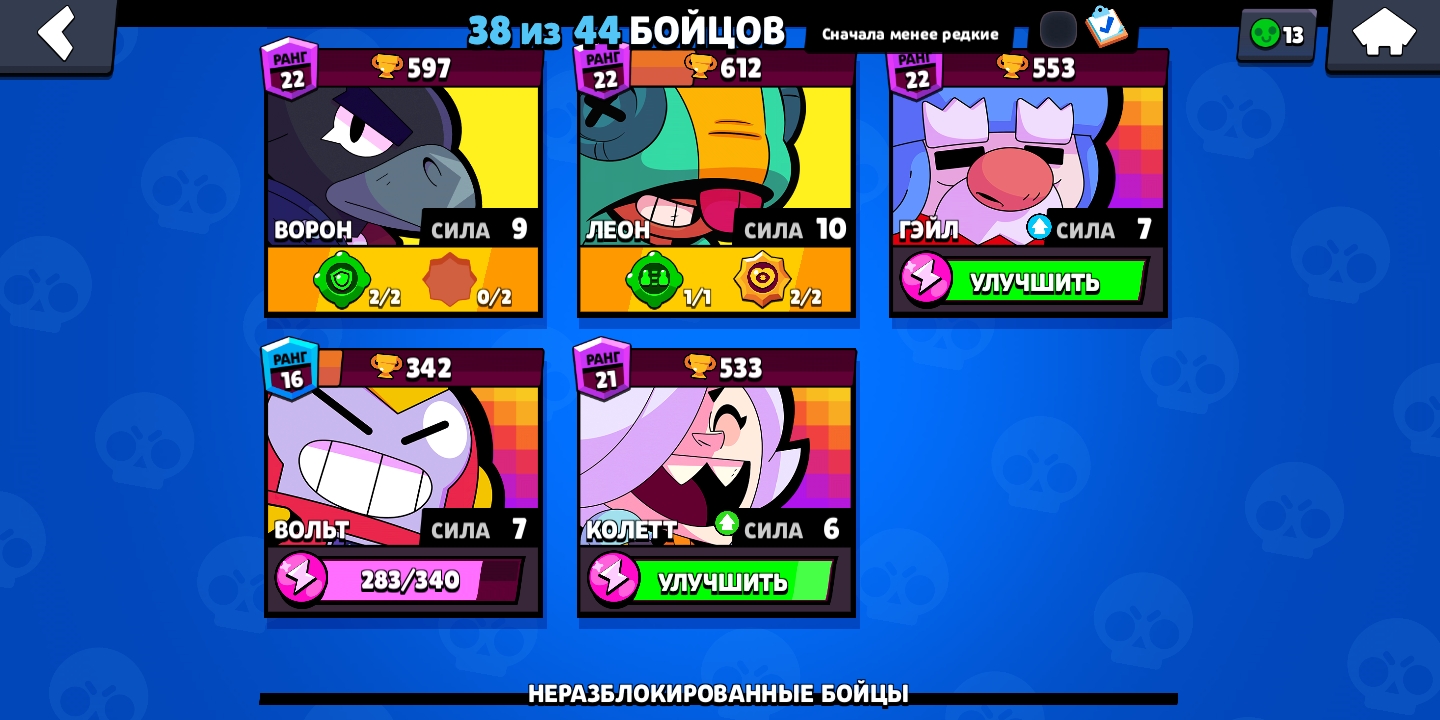 38 из 44 БОЙЦОВ
Сначала менее редкие
13
РАНГ
22
597
РАНГ
22
612
РАНГ
22
553
ВОРОН
СИЛА 9
ЛЕОН
СИЛА 10
ГЭЙЛ
СИЛА 7
2/2
0/2
1/1
2/2
УЛУЧШИТЬ
РАНГ
16
342
РАНГ
21
533
ВОЛЬТ
СИЛА 7
КОЛЕТТ
СИЛА 6
283/340
УЛУЧШИТЬ
НЕРАЗБЛОКИРОВАННЫЕ БОЙЦЫ